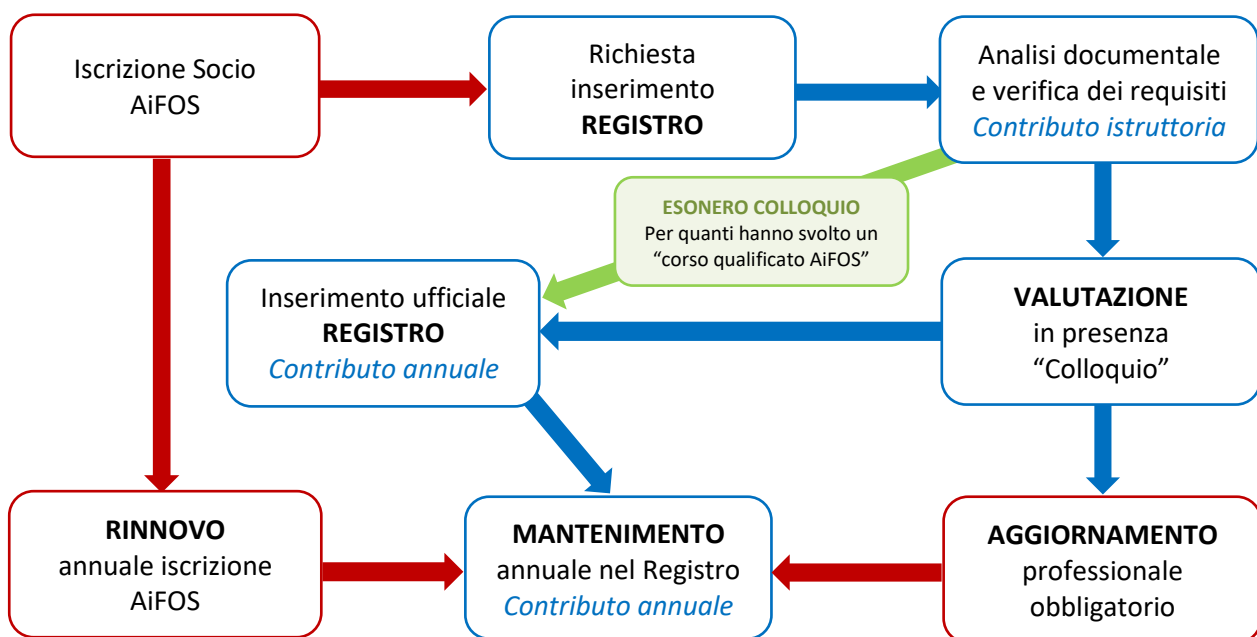 Iscrizione Socio
AiFOS
Richiesta
inserimento
REGISTRO
Analisi documentale
e verifica dei requisiti
Contributo istruttoria
ESONERO COLLOQUIO
Per quanti hanno svolto un
“corso qualificato AiFOS”
Inserimento ufficiale
REGISTRO
Contributo annuale
VALUTAZIONE
in presenza
“Colloquio”
RINNOVO
annuale iscrizione
AiFOS
MANTENIMENTO
annuale nel Registro
Contributo annuale
AGGIORNAMENTO
professionale
obbligatorio